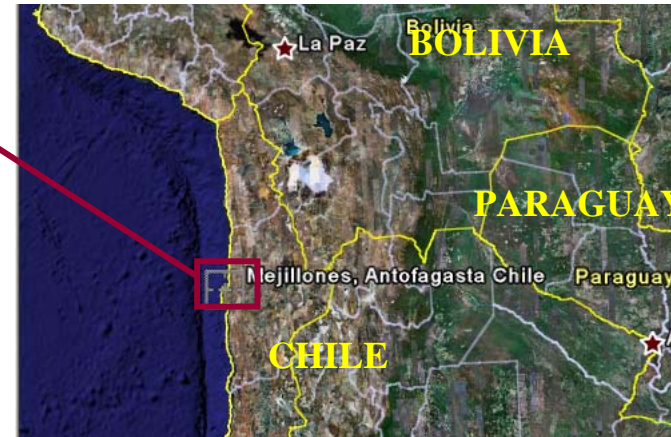 La Paz
Bolivia
BOLIVIA
PARAGUAY
Mejillones, Antofagasta Chile
Paraguay
CHILE
A